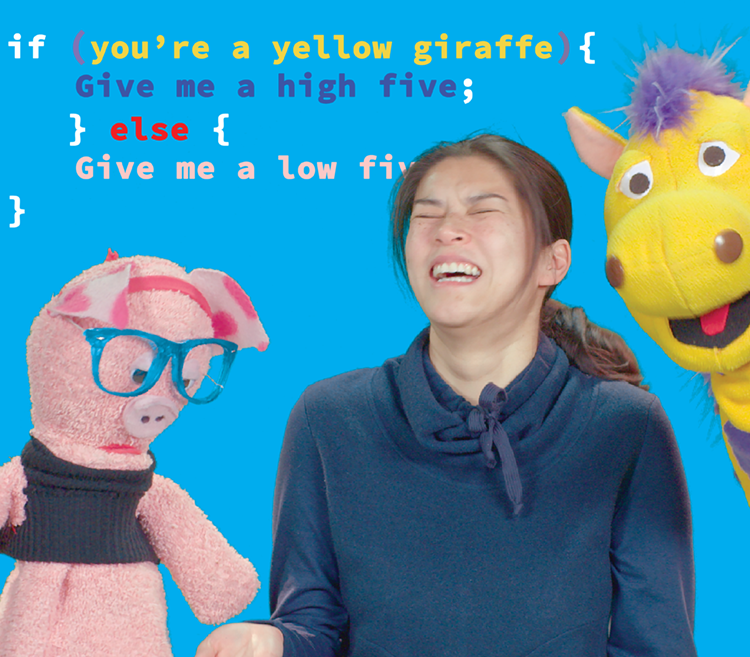 if (you’re a yellow giraffe){
Give me a high five;
} else {
Give me a low
}